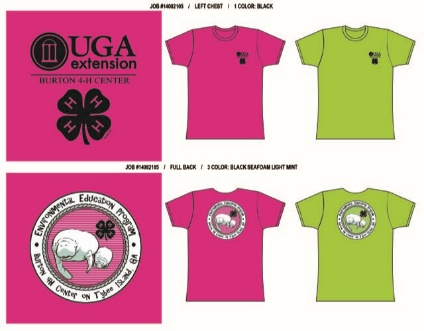 JOB #14082105 / LEFT CHEST / 1 COLOR: BLACK
UGA
extension
BURTON 4-H CENTER
H H
H H
JOB #14082105 / FULL BACK / 3 COLOR: BLACK SEAFOAM LIGHT MINT
Environmental Education Program
Burton 4H Center on Tybee Island, GA